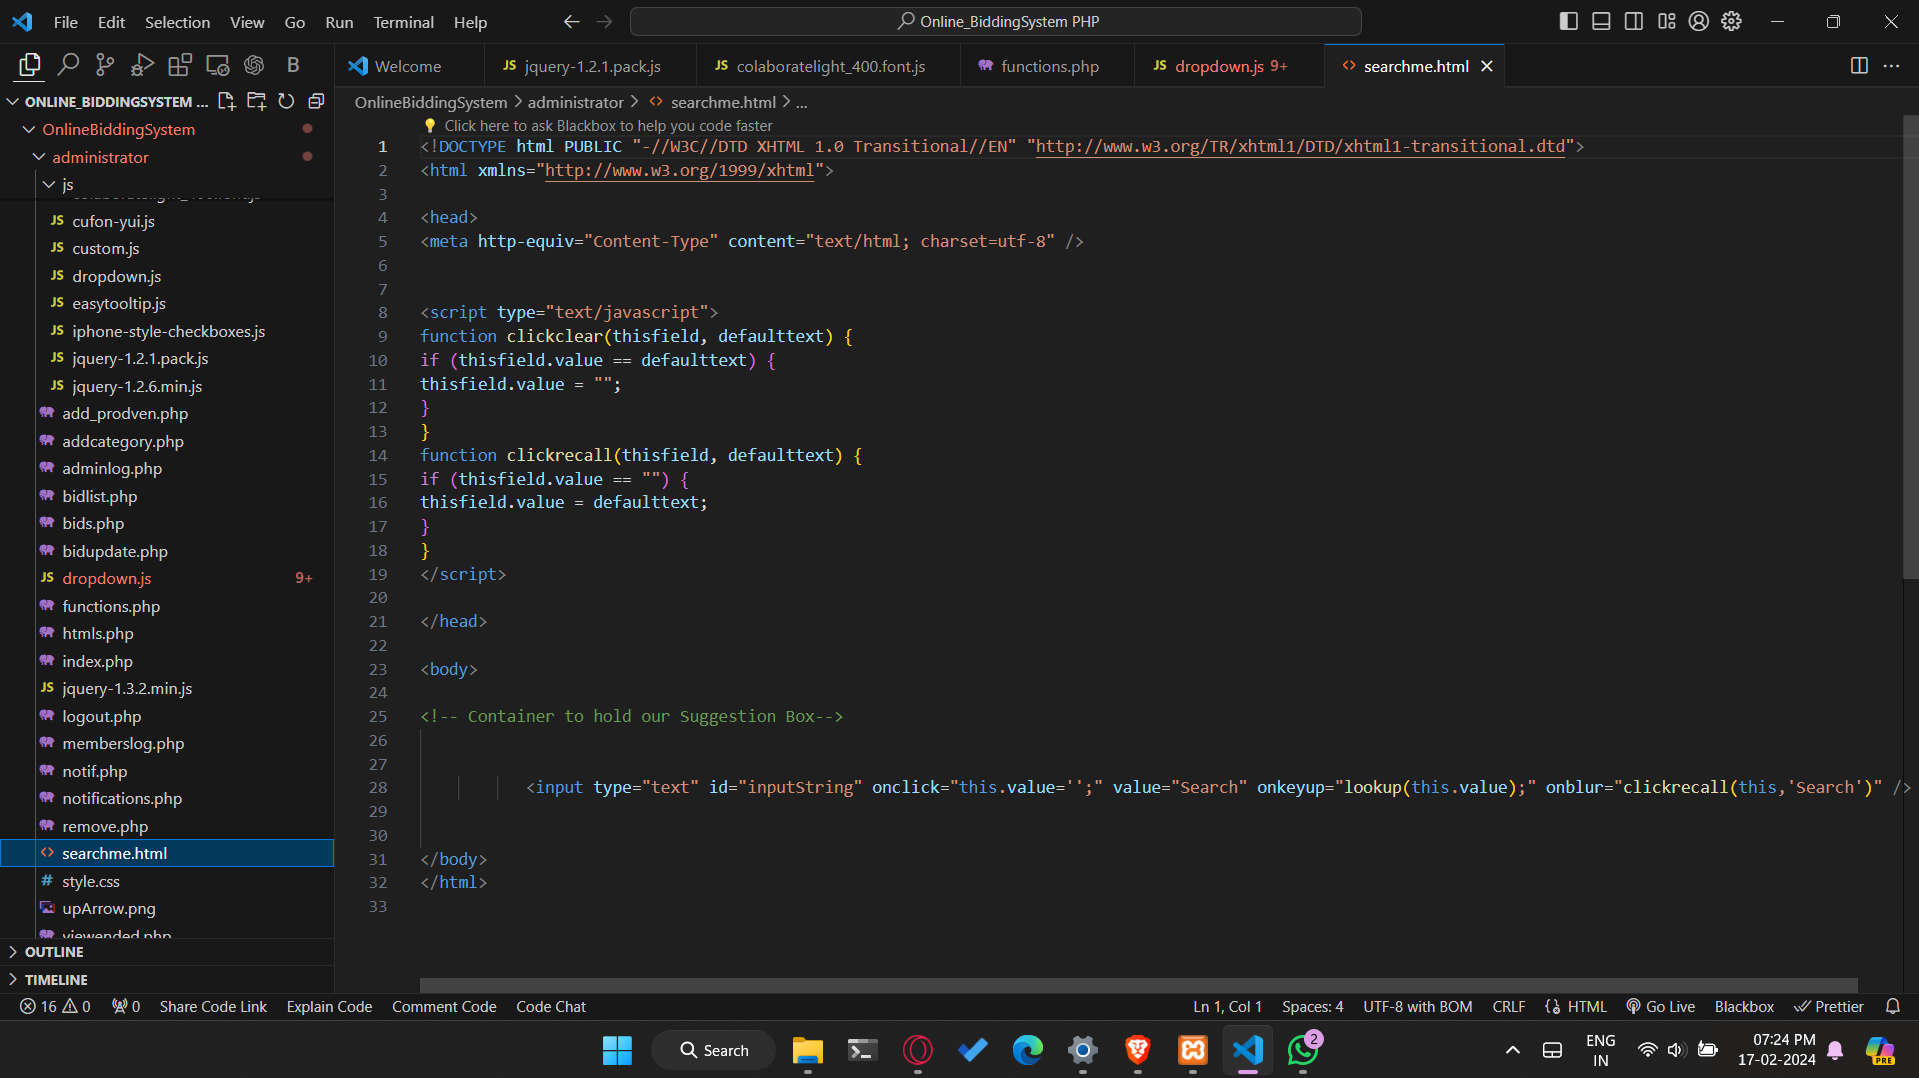 File Edit Selection View Go Run Terminal Help
Online_BiddingSystem PHP
B
Welcome
JS jquery-1.2.1.pack.js
JS colaboratelight_400.font.js
functions.php
JS dropdown.js 9+
<> searchme.html
ONLINE_BIDDINGSYSTEM ...
OnlineBiddingSystem
administrator
js
JS cufon-yui.js
JS custom.js
JS dropdown.js
JS easytooltip.js
JS iphone-style-checkboxes.js
JS jquery-1.2.1.pack.js
JS jquery-1.2.6.min.js
add_prodven.php
addcategory.php
adminlog.php
bidlist.php
bids.php
bidupdate.php
JS dropdown.js 9+
functions.php
htmls.php
index.php
JS jquery-1.3.2.min.js
logout.php
memberslog.php
notif.php
notifications.php
remove.php
<> searchme.html
# style.css
upArrow.png
viewended.php
OUTLINE
TIMELINE
OnlineBiddingSystem > administrator > <> searchme.html > ...
Click here to ask Blackbox to help you code faster
1 <!DOCTYPE html PUBLIC "-//W3C//DTD XHTML 1.0 Transitional//EN" "http://www.w3.org/TR/xhtml1/DTD/xhtml1-transitional.dtd">
2 <html xmlns="http://www.w3.org/1999/xhtml">
3
4 <head>
5 <meta http-equiv="Content-Type" content="text/html; charset=utf-8" />
6
7
8 <script type="text/javascript">
9 function clickclear(thisfield, defaulttext) {
10 if (thisfield.value == defaulttext) {
11 thisfield.value = "";
12 }
13 }
14 function clickrecall(thisfield, defaulttext) {
15 if (thisfield.value == "") {
16 thisfield.value = defaulttext;
17 }
18 }
19 </script>
20
21 </head>
22
23 <body>
24
25 <!-- Container to hold our Suggestion Box-->
26
27
28 <input type="text" id="inputString" onclick="this.value='';" value="Search" onkeyup="lookup(this.value);" onblur="clickrecall(this,'Search')" />
29
30
31 </body>
32 </html>
33
16 0 0 Share Code Link Explain Code Comment Code Code Chat
Ln 1, Col 1 Spaces: 4 UTF-8 with BOM CRLF HTML Go Live Blackbox Prettier
Search
2
ENG
IN
07:24 PM
17-02-2024
PRE